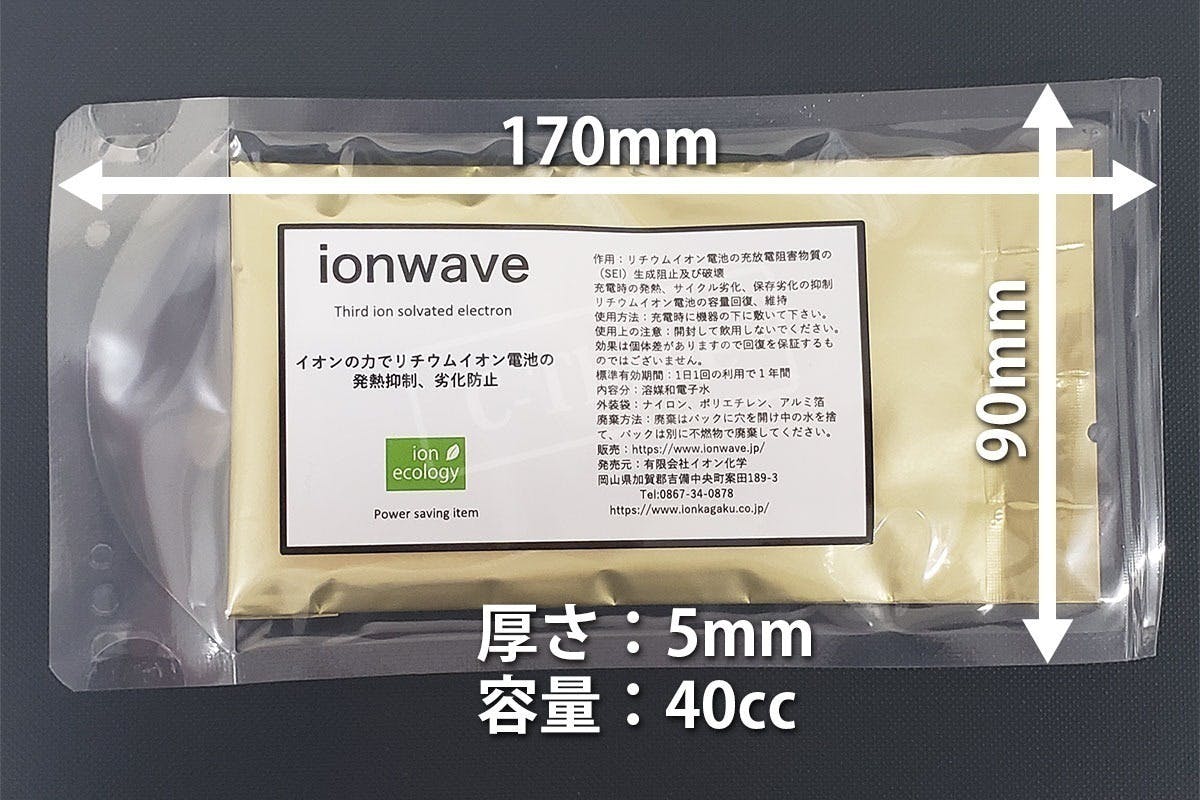 170mm
ionwave
Third ion solvated electron
イオンの力でリチウムイオン電池の
発熱抑制、劣化防止
ion
ecology
Power saving item
作用：リチウムイオン電池の充放電阻害物質の
（SEI）生成阻止及び破壊
充電時の発熱、サイクル劣化、保存劣化の抑制
リチウムイオン電池の容量回復、維持
使用方法：充電時に機器の下に敷いて下さい。
使用上の注意：開封して飲用しないでください。
効果は個体差がありますので回復を保証するも
のではございません。
標準有効期間：1日1回の利用で１年間
内容分：溶媒和電子水
外装袋：ナイロン、ポリエチレン、アルミ箔
廃棄方法：廃棄はパックに穴を開け中の水を捨
て、パックは別に不燃物で廃棄してください。
販売：https://www.ionwave.jp/
発売元：有限会社イオン化学
岡山県加賀郡吉備中央町案田189-3
Tel:0867-34-0878
https://www.ionkagaku.co.jp/
90mm
厚さ：5mm
容量：40cc